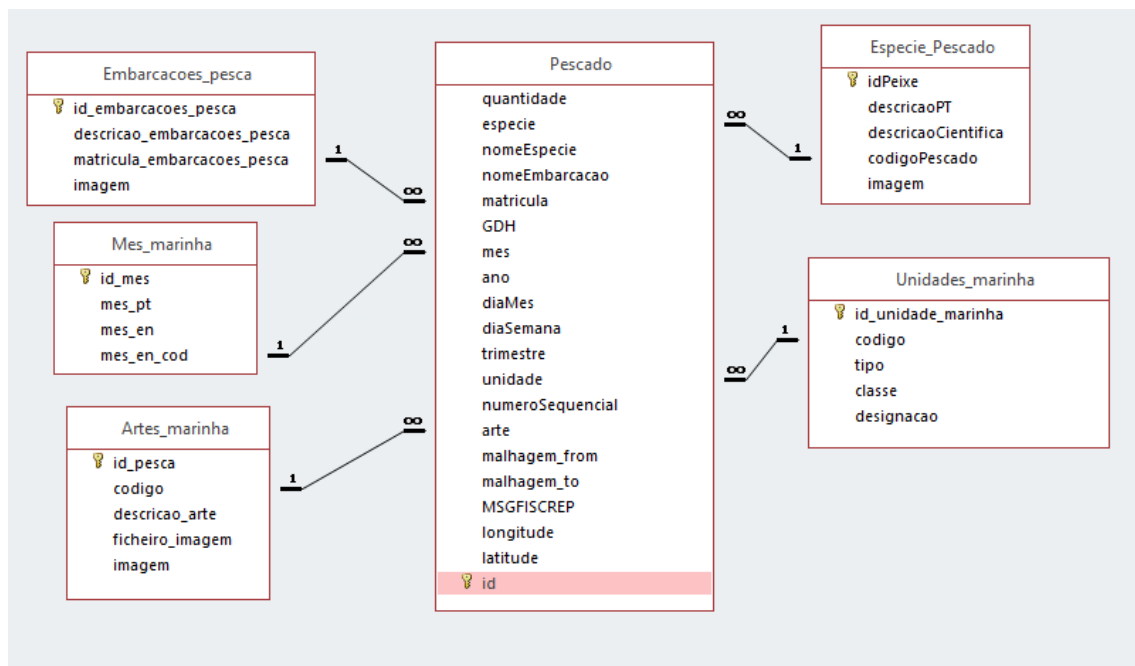 Embarcacoes_pesca
id_embarcacoes_pesca
descricao_embarcacoes_pesca
matricula_embarcacoes_pesca
imagem
1
∞
Mes_marinha
id_mes
mes_pt
mes_en
mes_en_cod
1
∞
Artes_marinha
id_pesca
codigo
descricao_arte
ficheiro_imagem
imagem
1
∞
Pescado
quantidade
especie
nomeEspecie
nomeEmbarcacao
matricula
GDH
mes
ano
diaMes
diaSemana
trimestre
unidade
numeroSequencial
arte
malhagem_from
malhagem_to
MSGFISCREP
longitude
latitude
id
Especie_Pescado
idPeixe
descricaoPT
descricaoCientifica
codigoPescado
imagem
∞
1
Unidades_marinha
id_unidade_marinha
codigo
tipo
classe
designacao
1
∞